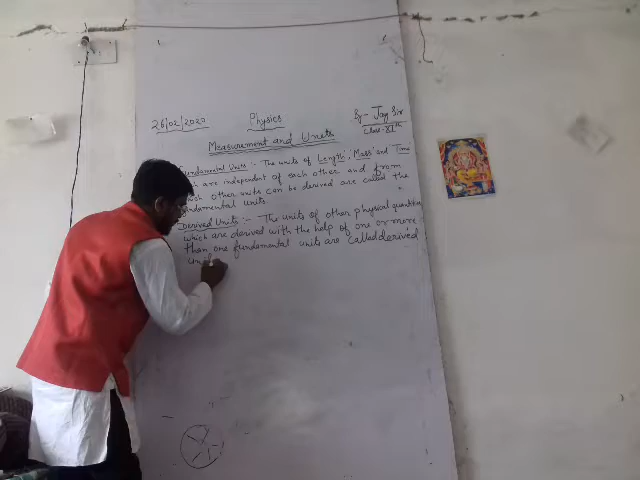 26/02/2020 Physics By- Jay Sir
Class-XIth
Measurement and Units
Fundamental Units :- The units of Length, Mass and Time
are independent of each other and from
other units can be derived are called the
fundamental units
Derived Units :- The units of other physical quantities
which are derived with the help of one or more
than one fundamental units are called derived